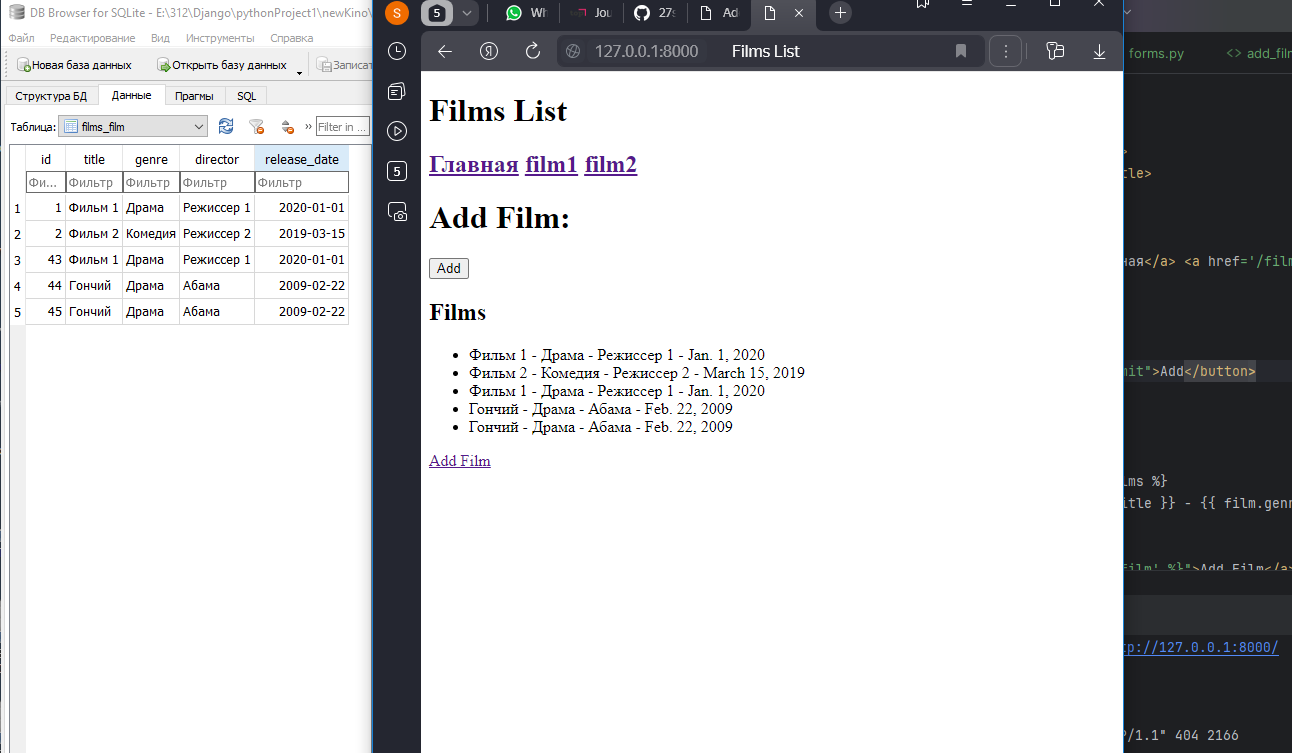 DB Browser for SQLite - E:\312\Django\pythonProject1\newKino\
Файл Редактирование Вид Инструменты Справка
Новая база данных Открыть базу данных Записат
Структура БД Данные Прагмы SQL
Таблица: films_film Filter in ...
id title genre director release_date
Фи... Фильтр Фильтр Фильтр Фильтр
1 1 Фильм 1 Драма Режиссер 1 2020-01-01
2 2 Фильм 2 Комедия Режиссер 2 2019-03-15
3 43 Фильм 1 Драма Режиссер 1 2020-01-01
4 44 Гончий Драма Абама 2009-02-22
5 45 Гончий Драма Абама 2009-02-22
S 5 Wh Jou 27s Ad
Я 127.0.0.1:8000 Films List
5
Films List
Главная film1 film2
Add Film:
Add
Films
Фильм 1 - Драма - Режиссер 1 - Jan. 1, 2020
Фильм 2 - Комедия - Режиссер 2 - March 15, 2019
Фильм 1 - Драма - Режиссер 1 - Jan. 1, 2020
Гончий - Драма - Абама - Feb. 22, 2009
Гончий - Драма - Абама - Feb. 22, 2009
Add Film
forms.py <> add_film
>
tle>
ная</a> <a href='/film
mit">Add</button>
lms %}
itle }} - {{ film.genr
film' %}">Add Film</a>
tp://127.0.0.1:8000/
P/1.1" 404 2166